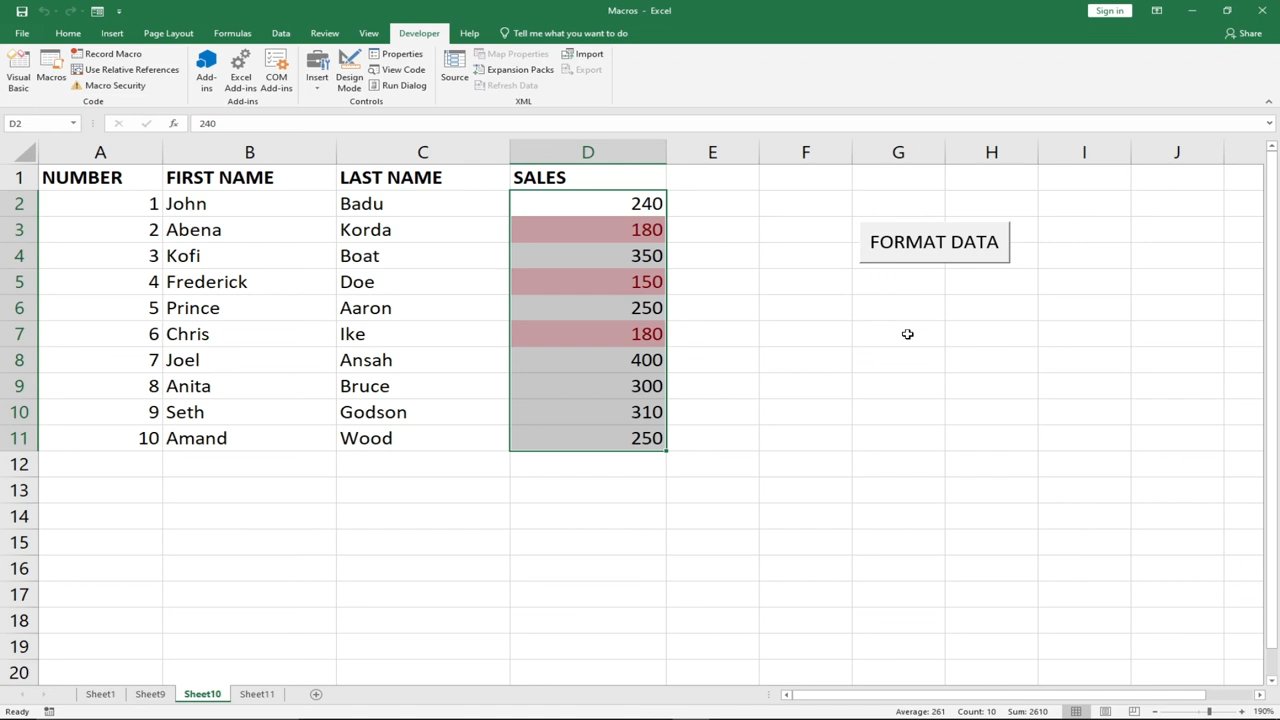 Macros - Excel
Sign in
File Home Insert Page Layout Formulas Data Review View Developer Help Tell me what you want to do Share
Visual Basic
Macros
Record Macro
Use Relative References
Macro Security
Code
Add-ins
Excel Add-ins
COM Add-ins
Add-ins
Insert
Design Mode
Properties
View Code
Run Dialog
Controls
Source
Map Properties
Expansion Packs
Refresh Data
Import
Export
XML
D2 fx 240
A B C D E F G H I J
1 NUMBER FIRST NAME LAST NAME SALES
2 1 John Badu 240
3 2 Abena Korda 180
FORMAT DATA
4 3 Kofi Boat 350
5 4 Frederick Doe 150
6 5 Prince Aaron 250
7 6 Chris Ike 180
8 7 Joel Ansah 400
9 8 Anita Bruce 300
10 9 Seth Godson 310
11 10 Amand Wood 250
12
13
14
15
16
17
18
19
20
Sheet1 Sheet9 Sheet10 Sheet11
Ready Average: 261 Count: 10 Sum: 2610 190%